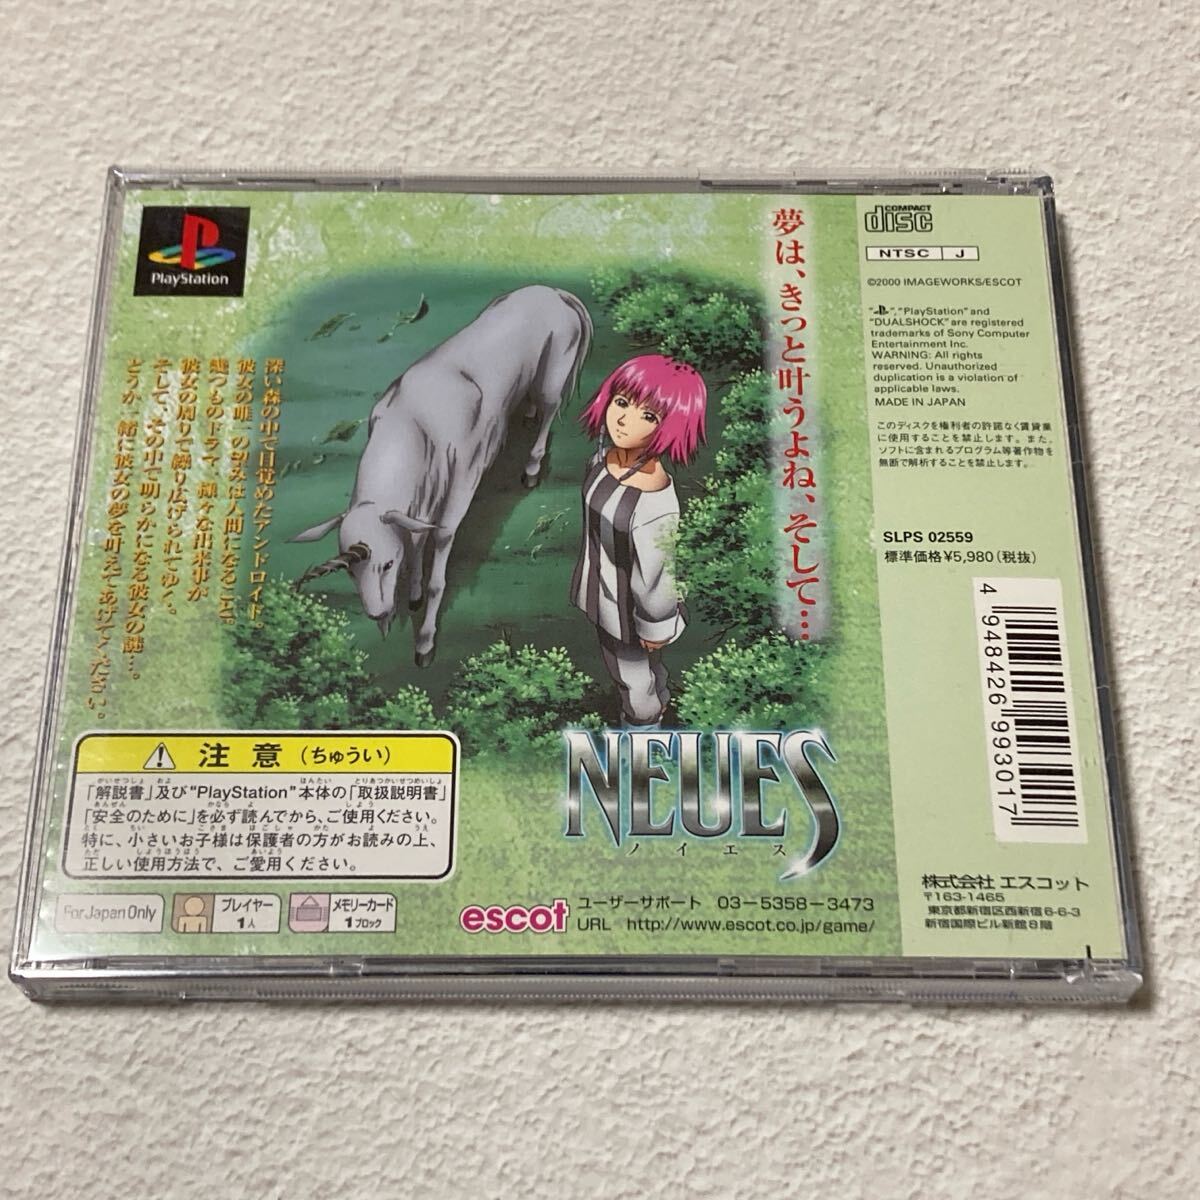 PlayStation
夢は、きっと叶うよね、そして…
深い森の中で目覚めたアンドロイド。
彼女の唯一の望みは人間になること。
幾つものドラマ、様々な出来事が
彼女の周りで繰り広げられてゆく。
そして、その中で明らかになる彼女の謎…。
どうか一緒に彼女の夢を叶えてあげてください。
NEUES
ノイエス
注意(ちゅうい)
「解説書」及び"PlayStation"本体の「取扱説明書」
「安全のために」を必ず読んでから、ご使用ください。
特に、小さいお子様は保護者の方がお読みの上、
正しい使用方法で、ご愛用ください。
For Japan Only
プレイヤー
1人
メモリーカード
1ブロック
escot
ユーザーサポート 03-5358-3473
URL http://www.escot.co.jp/game/
COMPACT
disc
NTSC J
©2000 IMAGEWORKS/ESCOT
" ", "PlayStation" and
"DUALSHOCK" are registered
trademarks of Sony Computer
Entertainment Inc.
WARNING: All rights
reserved. Unauthorized
duplication is a violation of
applicable laws.
MADE IN JAPAN
このディスクを権利者の許諾なく賃貸業
に使用することを禁止します。また、
ソフトに含まれるプログラム等著作物を
無断で解析することを禁止します。
SLPS 02559
標準価格¥5,980(税抜)
4 948426 993017
株式会社 エスコット
〒163-1465
東京都新宿区西新宿6-6-3
新宿国際ビル新館8階